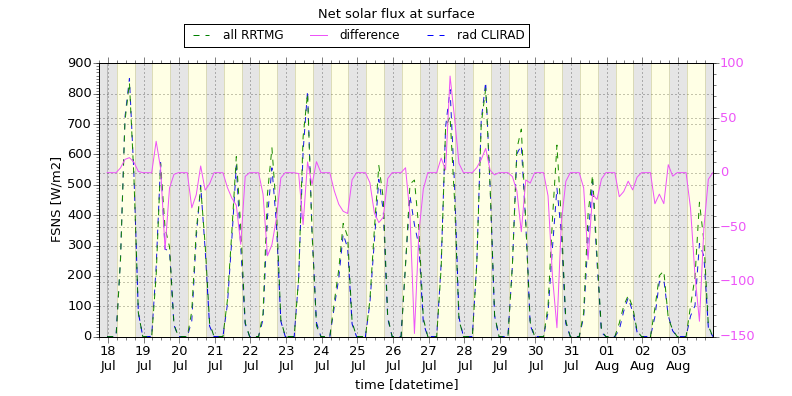 Net solar flux at surface
all RRTMG difference rad CLIRAD
FSNS [W/m2]
900
800
700
600
500
400
300
200
100
0
100
50
0
−50
−100
−150
18 19 20 21 22 23 24 25 26 27 28 29 30 31 01 02 03
Jul Jul Jul Jul Jul Jul Jul Jul Jul Jul Jul Jul Jul Jul Aug Aug Aug
time [datetime]